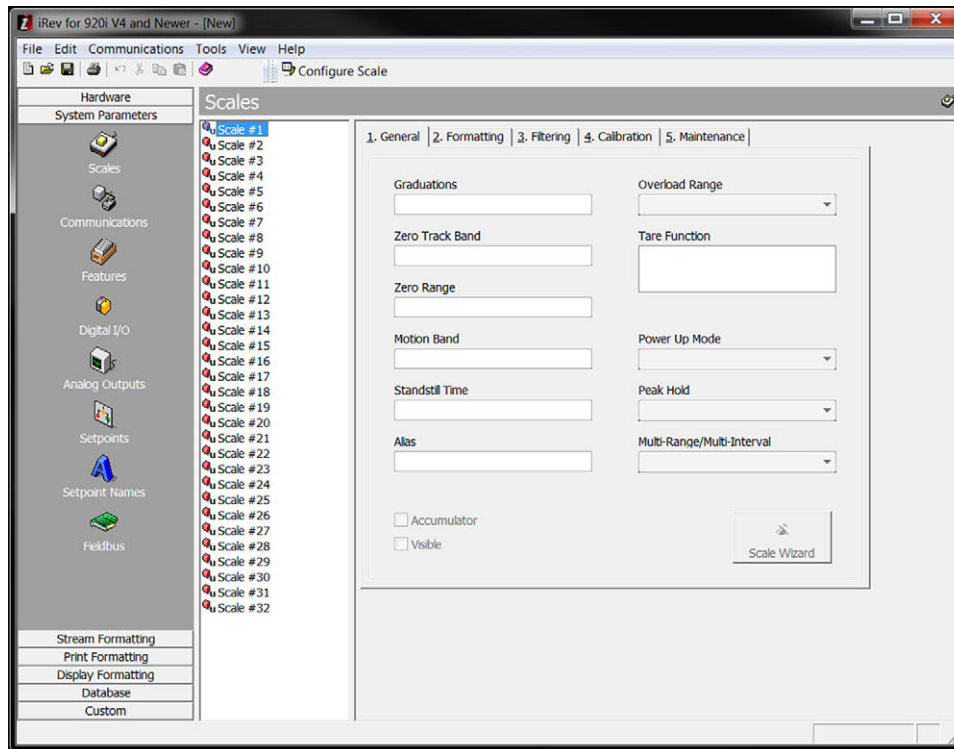 iRev for 920i V4 and Newer - [New]
File Edit Communications Tools View Help
Configure Scale
Hardware
System Parameters
Scales
Communications
Features
Digital I/O
Analog Outputs
Setpoints
Setpoint Names
Fieldbus
Stream Formatting
Print Formatting
Display Formatting
Database
Custom
Scales
u Scale #1
u Scale #2
u Scale #3
u Scale #4
u Scale #5
u Scale #6
u Scale #7
u Scale #8
u Scale #9
u Scale #10
u Scale #11
u Scale #12
u Scale #13
u Scale #14
u Scale #15
u Scale #16
u Scale #17
u Scale #18
u Scale #19
u Scale #20
u Scale #21
u Scale #22
u Scale #23
u Scale #24
u Scale #25
u Scale #26
u Scale #27
u Scale #28
u Scale #29
u Scale #30
u Scale #31
u Scale #32
1. General 2. Formatting 3. Filtering 4. Calibration 5. Maintenance
Graduations
Overload Range
Zero Track Band
Tare Function
Zero Range
Motion Band
Power Up Mode
Standstill Time
Peak Hold
Alias
Multi-Range/Multi-Interval
Accumulator
Visible
Scale Wizard